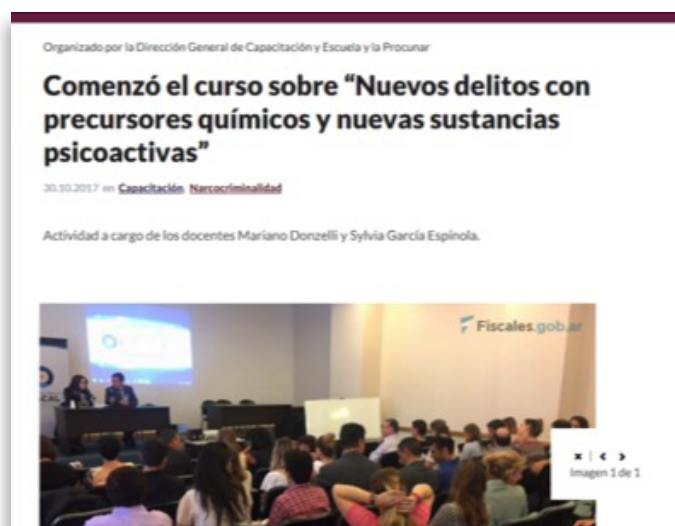 Organizado por la Dirección General de Capacitación y Escuela y la Procunar
Comenzó el curso sobre “Nuevos delitos con
precursores químicos y nuevas sustancias
psicoactivas”
30.10.2017 en Capacitación, Narcocriminalidad
Actividad a cargo de los docentes Mariano Donzelli y Sylvia García Espínola.
Fiscales.gob.ar
Imagen 1 de 1